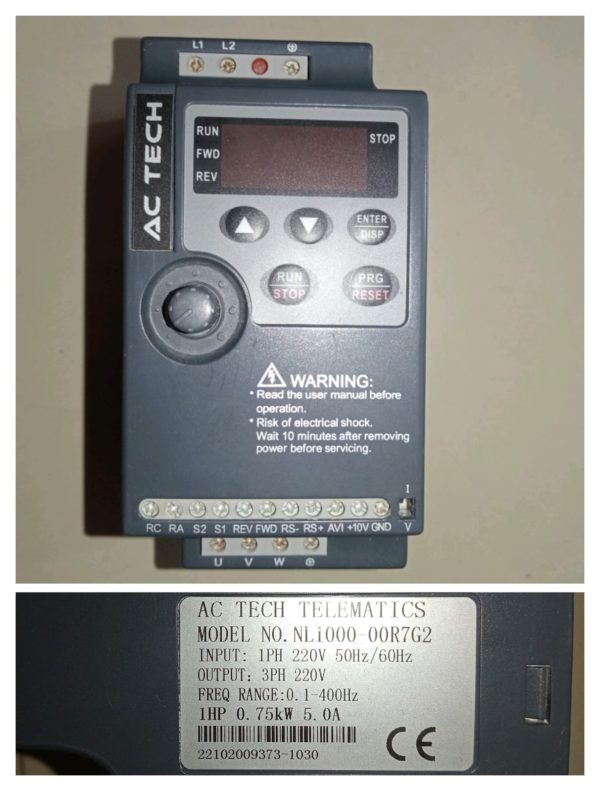 L1 L2
AC TECH
RUN
STOP
FWD
REV
ENTER
DISP
RUN
STOP
PRG
RESET
WARNING:
• Read the user manual before
operation.
• Risk of electrical shock.
Wait 10 minutes after removing
power before servicing.
I
RC RA S2 S1 REV FWD RS- RS+ AVI +10V GND V
U V W
AC TECH TELEMATICS
MODEL NO. NL1000-00R7G2
INPUT: 1PH 220V 50Hz/60Hz
OUTPUT: 3PH 220V
FREQ RANGE:0.1-400Hz
1HP 0.75kW 5.0A
22102009373-1030
CE